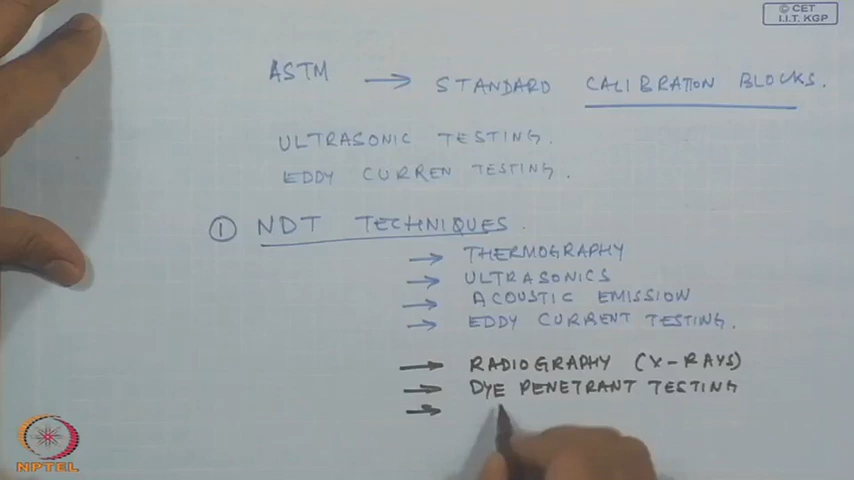 © CET
I.I.T. KGP
ASTM → STANDARD CALIBRATION BLOCKS.
ULTRASONIC TESTING.
EDDY CURREN TESTING.
① NDT TECHNIQUES.
→ THERMOGRAPHY
→ ULTRASONICS
→ ACOUSTIC EMISSION
→ EDDY CURRENT TESTING.
→ RADIOGRAPHY (X-RAYS)
→ DYE PENETRANT TESTING
→
NPTEL